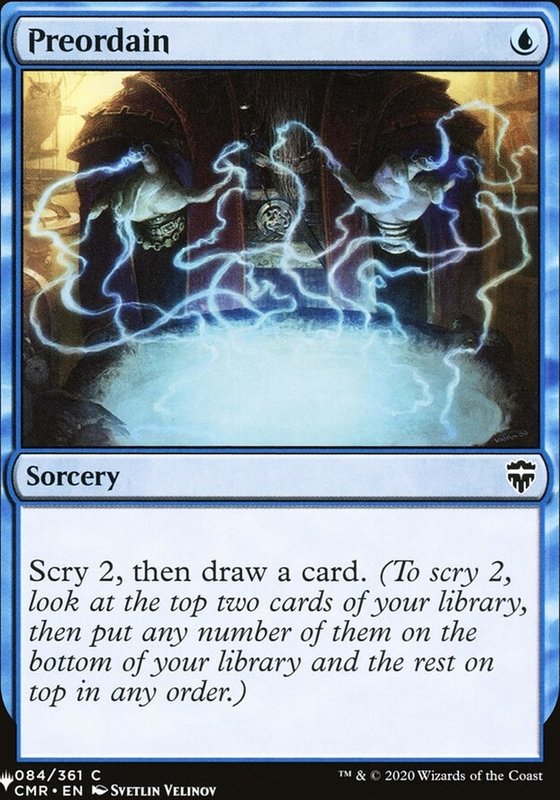 Preordain
Sorcery
Scry 2, then draw a card. (To scry 2,
look at the top two cards of your library,
then put any number of them on the
bottom of your library and the rest on
top in any order.)
084/361 C
CMR • EN Svetlin Velinov
™ & © 2020 Wizards of the Coast